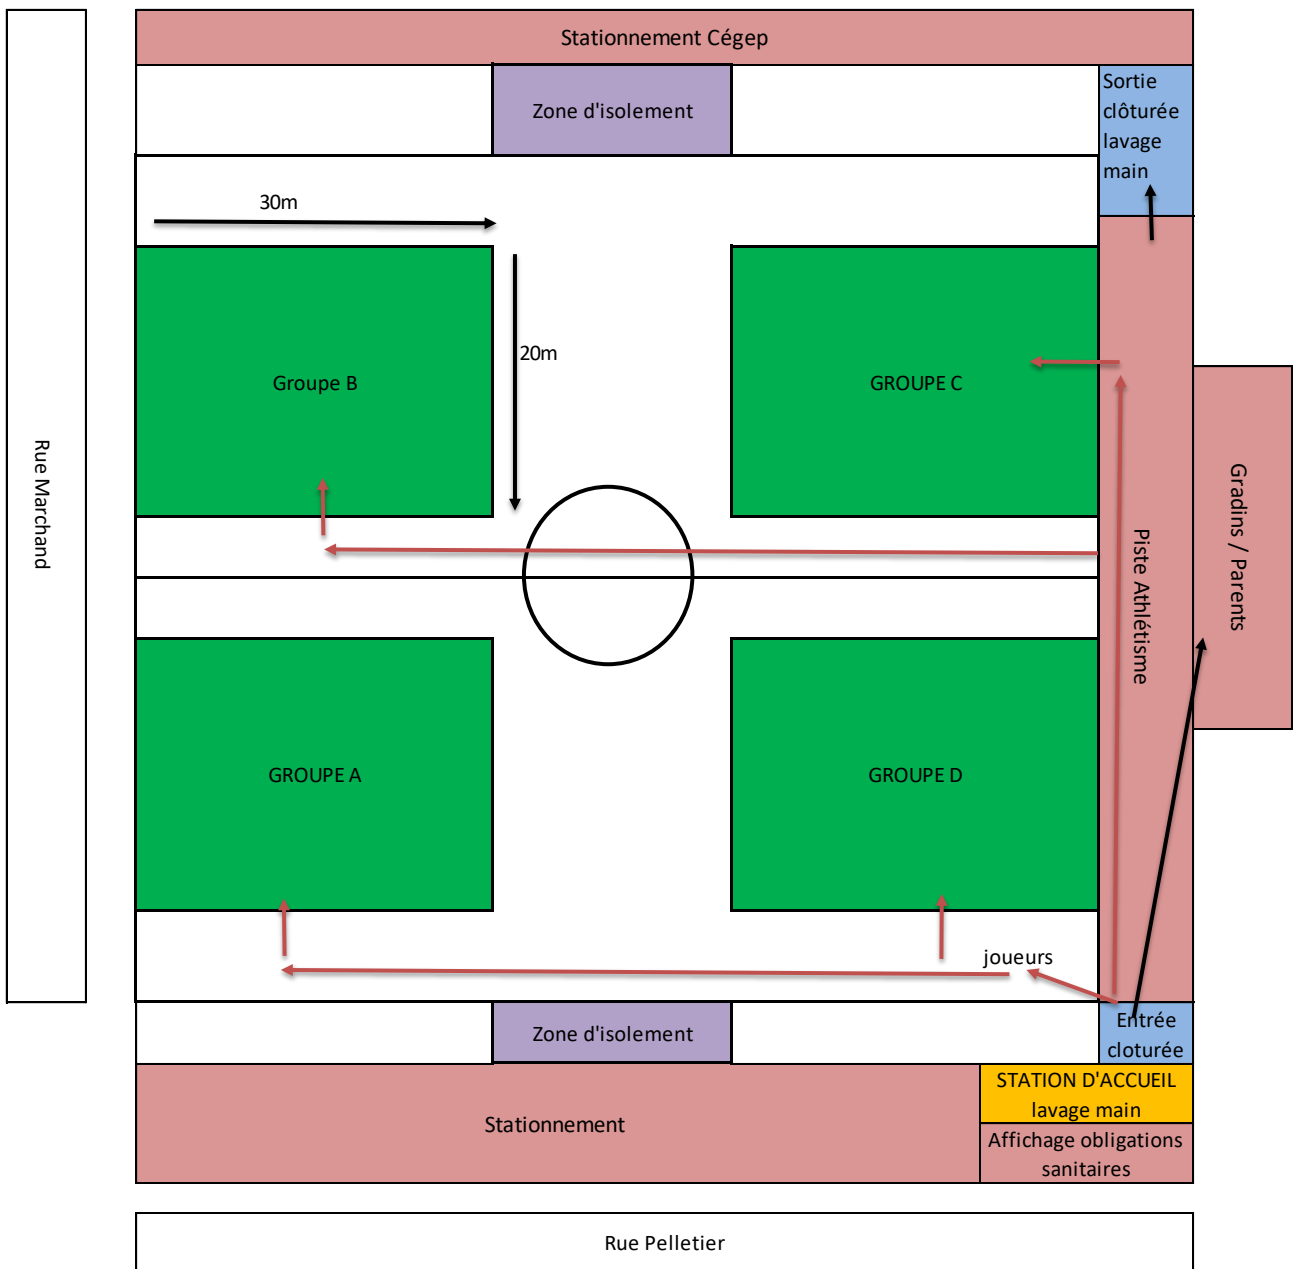 Stationnement Cégep
Zone d'isolement
Sortie
clôturée
lavage
main
30m
20m
Groupe B
GROUPE C
Rue Marchand
Piste Athlétisme
Gradins / Parents
GROUPE A
GROUPE D
joueurs
Zone d'isolement
Entrée
cloturée
STATION D'ACCUEIL
lavage main
Stationnement
Affichage obligations
sanitaires
Rue Pelletier